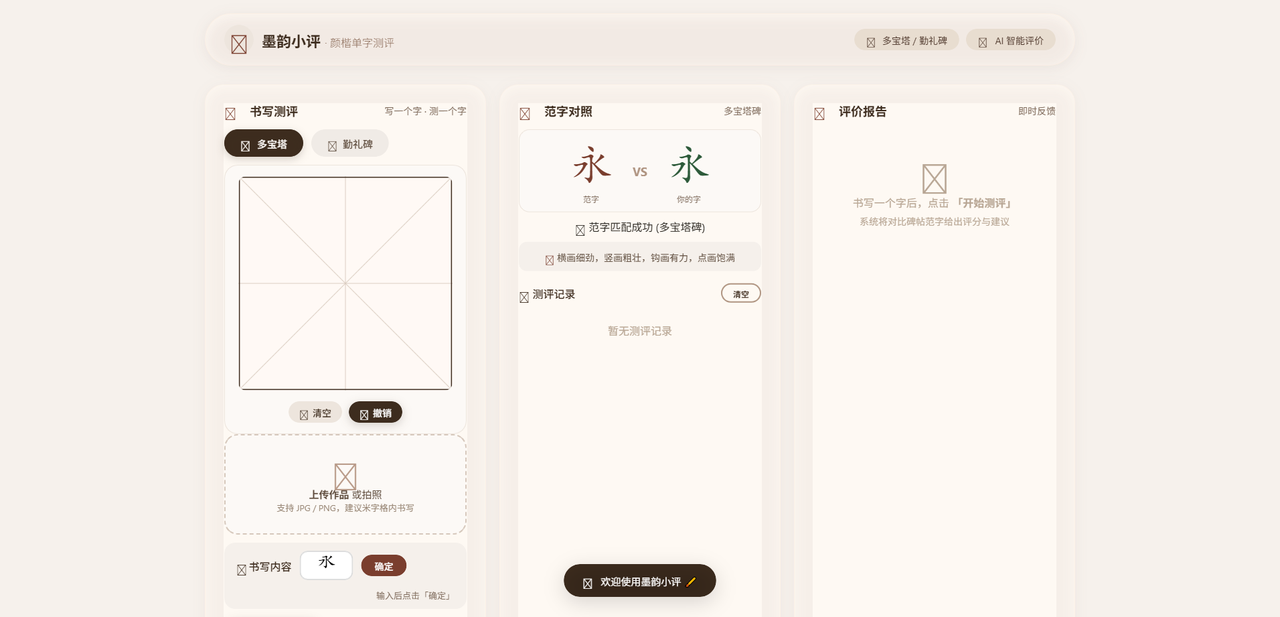 墨韵小评 · 颜楷单字测评
多宝塔 / 勤礼碑
AI 智能评价
书写测评
写一个字 · 测一个字
多宝塔
勤礼碑
清空
撤销
上传作品 或拍照
支持 JPG / PNG，建议米字格内书写
书写内容
永
确定
输入后点击「确定」
范字对照
多宝塔碑
永
VS
永
范字
你的字
范字匹配成功 (多宝塔碑)
横画细劲，竖画粗壮，钩画有力，点画饱满
测评记录
清空
暂无测评记录
欢迎使用墨韵小评
评价报告
即时反馈
书写一个字后，点击 「开始测评」
系统将对比碑帖范字给出评分与建议